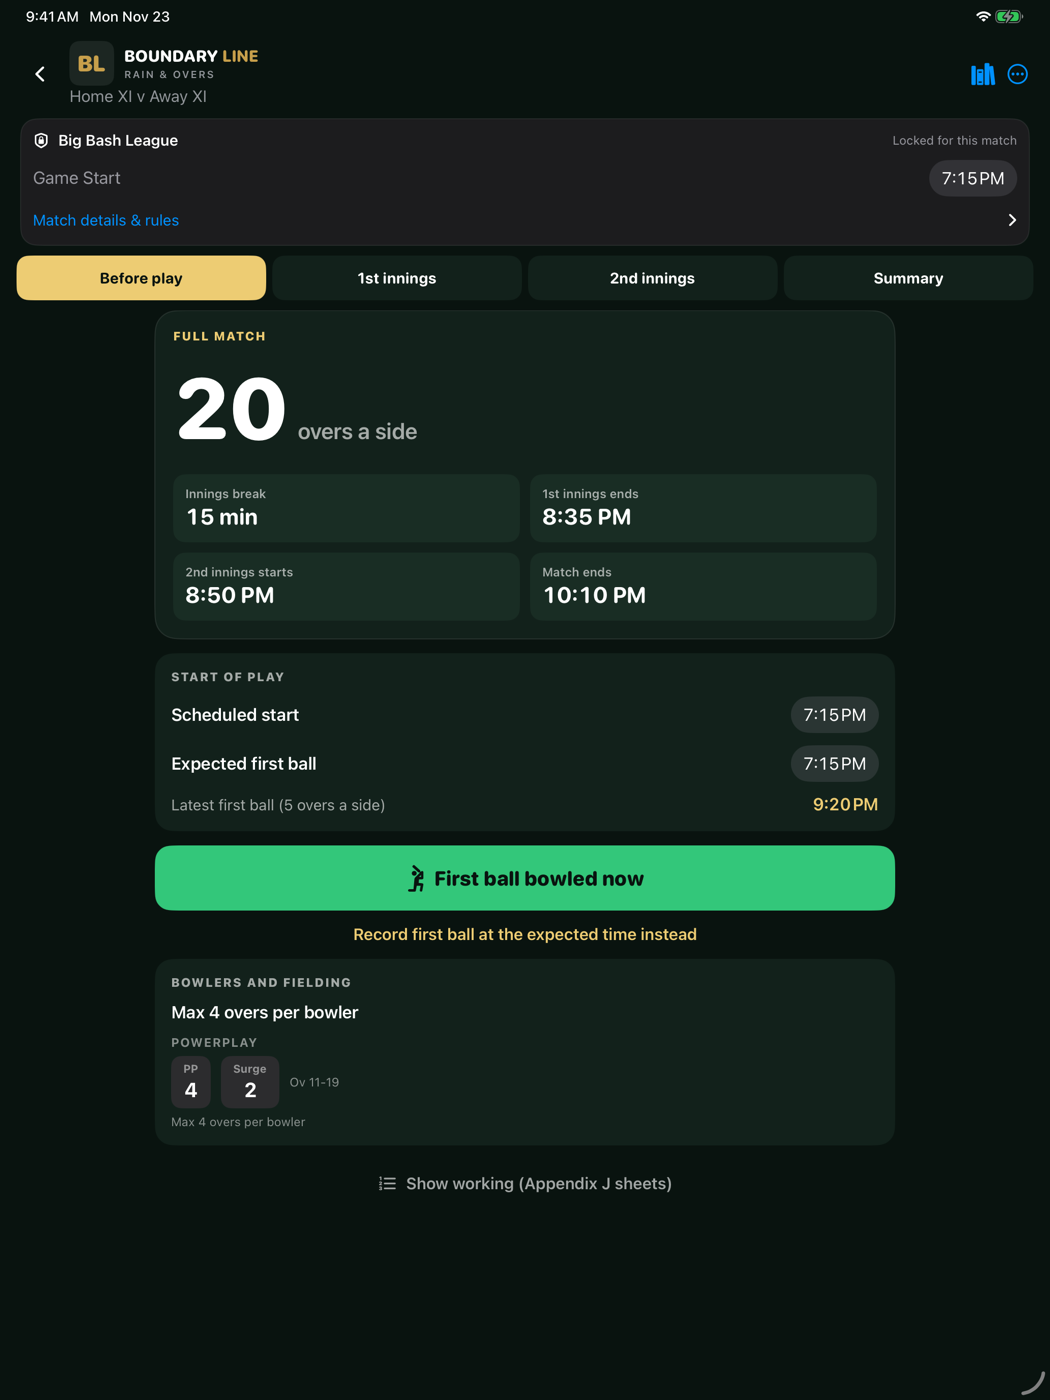 9:41 AM Mon Nov 23
BL
BOUNDARY LINE
RAIN & OVERS
Home XI v Away XI
Big Bash League
Locked for this match
Game Start
7:15 PM
Match details & rules
Before play
1st innings
2nd innings
Summary
FULL MATCH
20 overs a side
Innings break
15 min
1st innings ends
8:35 PM
2nd innings starts
8:50 PM
Match ends
10:10 PM
START OF PLAY
Scheduled start
7:15 PM
Expected first ball
7:15 PM
Latest first ball (5 overs a side)
9:20 PM
First ball bowled now
Record first ball at the expected time instead
BOWLERS AND FIELDING
Max 4 overs per bowler
POWERPLAY
PP
4
Surge
2
Ov 11-19
Max 4 overs per bowler
Show working (Appendix J sheets)